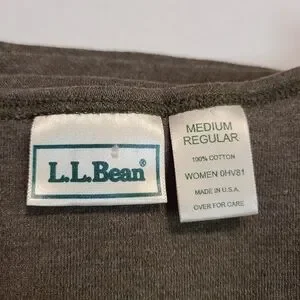 L.L.Bean®
MEDIUM
REGULAR
100% COTTON
WOMEN 0HV81
MADE IN U.S.A.
OVER FOR CARE